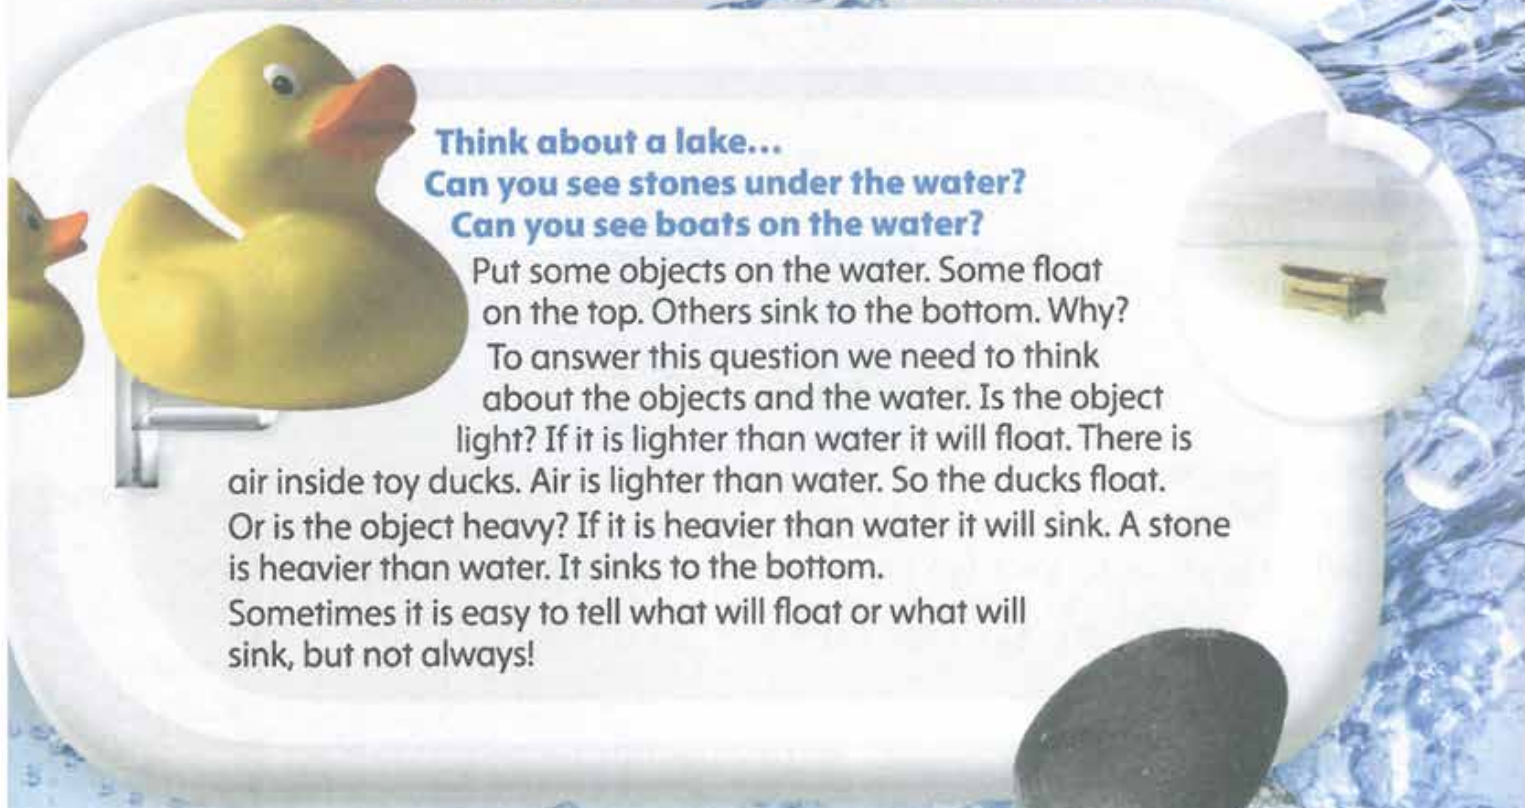 Think about a lake...
Can you see stones under the water?
Can you see boats on the water?
Put some objects on the water. Some float
on the top. Others sink to the bottom. Why?
To answer this question we need to think
about the objects and the water. Is the object
light? If it is lighter than water it will float. There is
air inside toy ducks. Air is lighter than water. So the ducks float.
Or is the object heavy? If it is heavier than water it will sink. A stone
is heavier than water. It sinks to the bottom.
Sometimes it is easy to tell what will float or what will
sink, but not always!